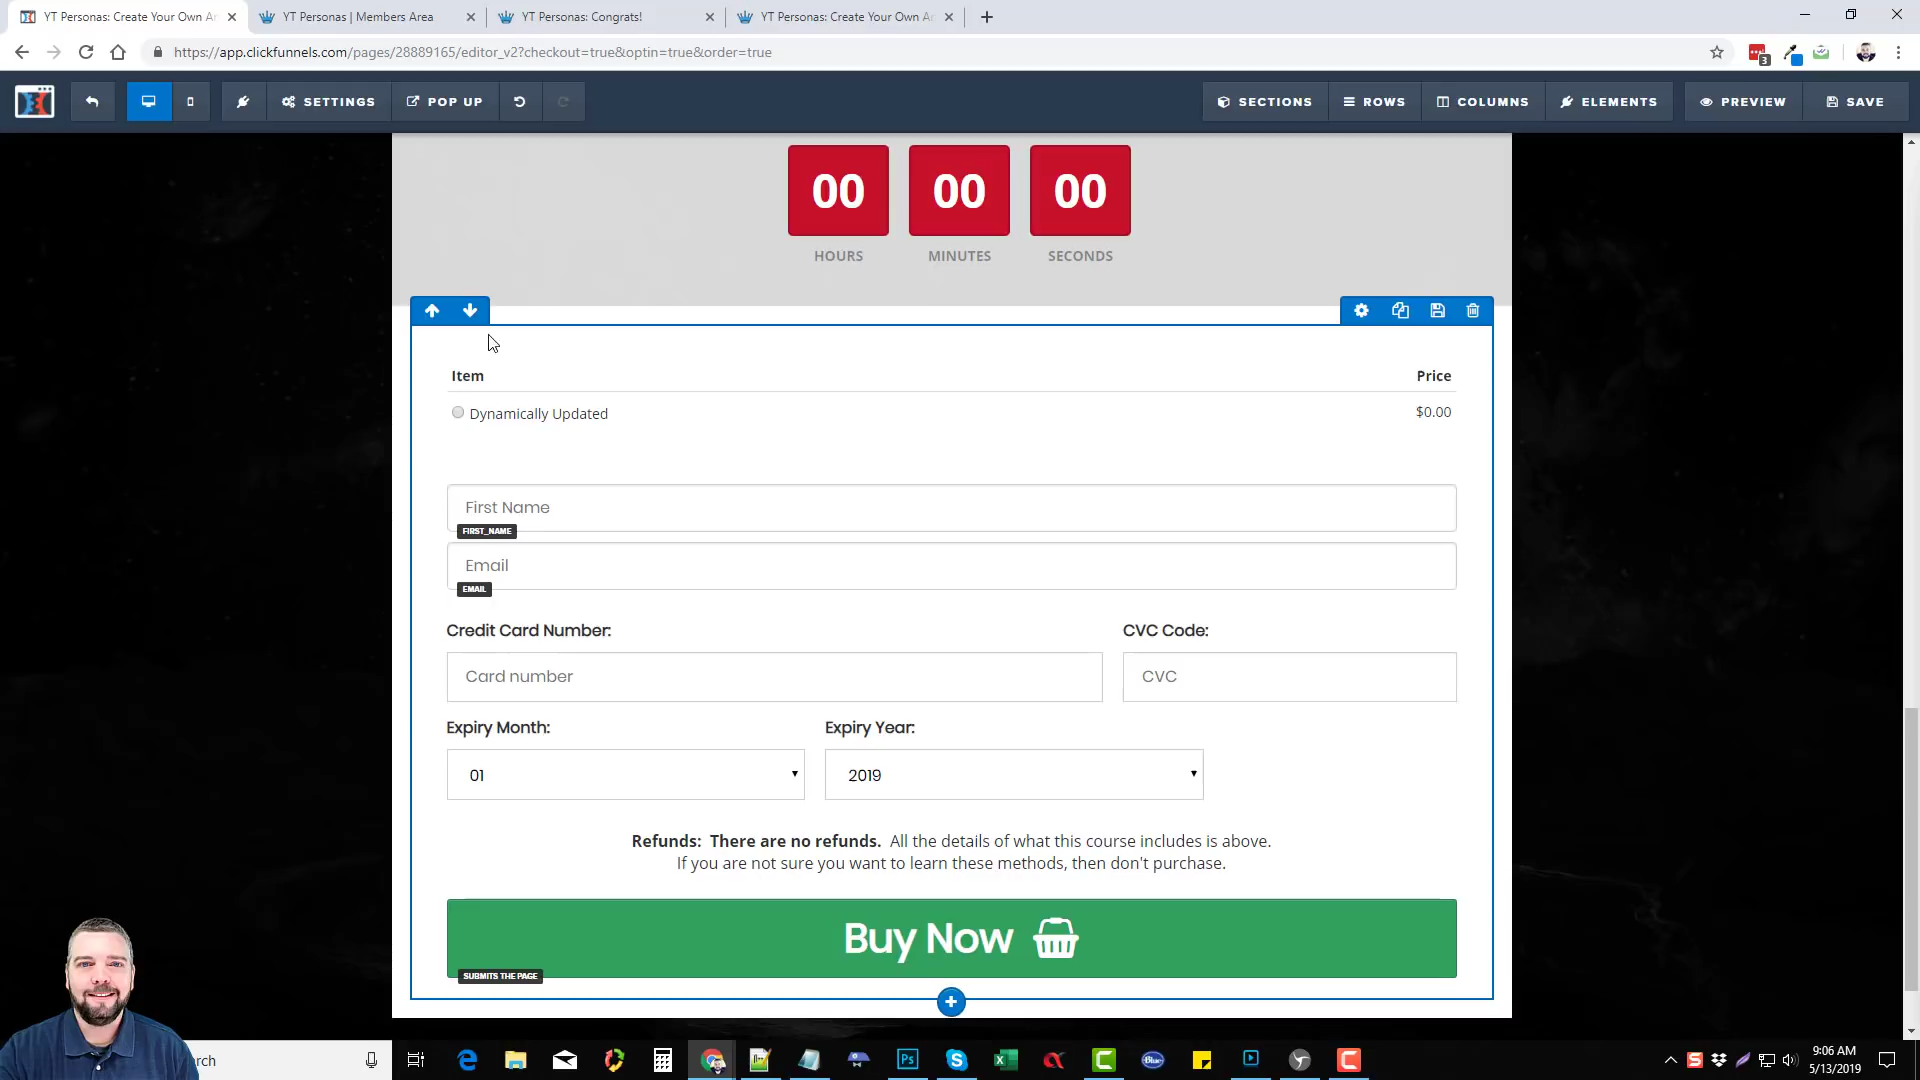 YT Personas: Create Your Own Ar
YT Personas | Members Area
YT Personas: Congrats!
YT Personas: Create Your Own Ar
https://app.clickfunnels.com/pages/28889165/editor_v2?checkout=true&optin=true&order=true
3
SETTINGS
POP UP
SECTIONS
ROWS
COLUMNS
ELEMENTS
PREVIEW
SAVE
00 00 00
HOURS MINUTES SECONDS
Item Price
Dynamically Updated $0.00
First Name
FIRST_NAME
Email
EMAIL
Credit Card Number: CVC Code:
Card number CVC
Expiry Month: Expiry Year:
01 2019
Refunds: There are no refunds. All the details of what this course includes is above.
If you are not sure you want to learn these methods, then don't purchase.
Buy Now
SUBMITS THE PAGE
rch
Ps
Blue
9:06 AM
5/13/2019